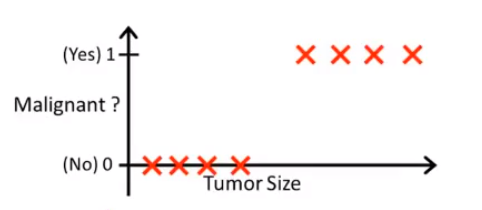 (Yes) 1
Malignant ?
(No) 0
Tumor Size